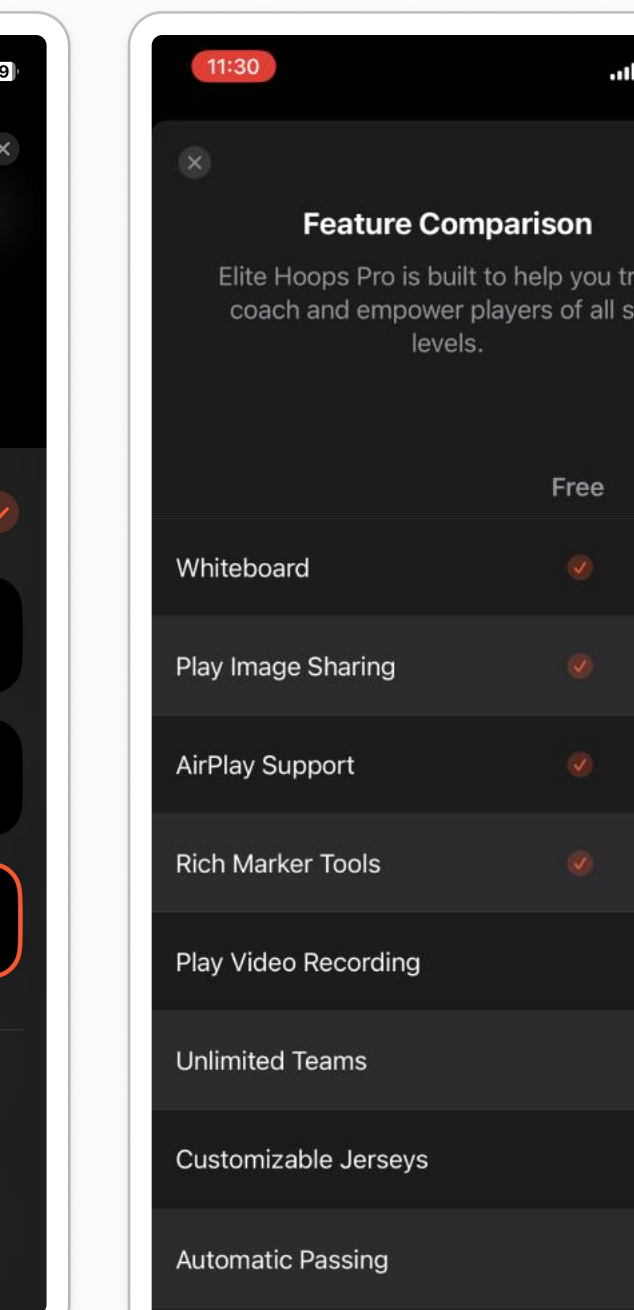 11:30
Feature Comparison
Elite Hoops Pro is built to help you
coach and empower players of all
levels.
Free
Whiteboard
Play Image Sharing
AirPlay Support
Rich Marker Tools
Play Video Recording
Unlimited Teams
Customizable Jerseys
Automatic Passing